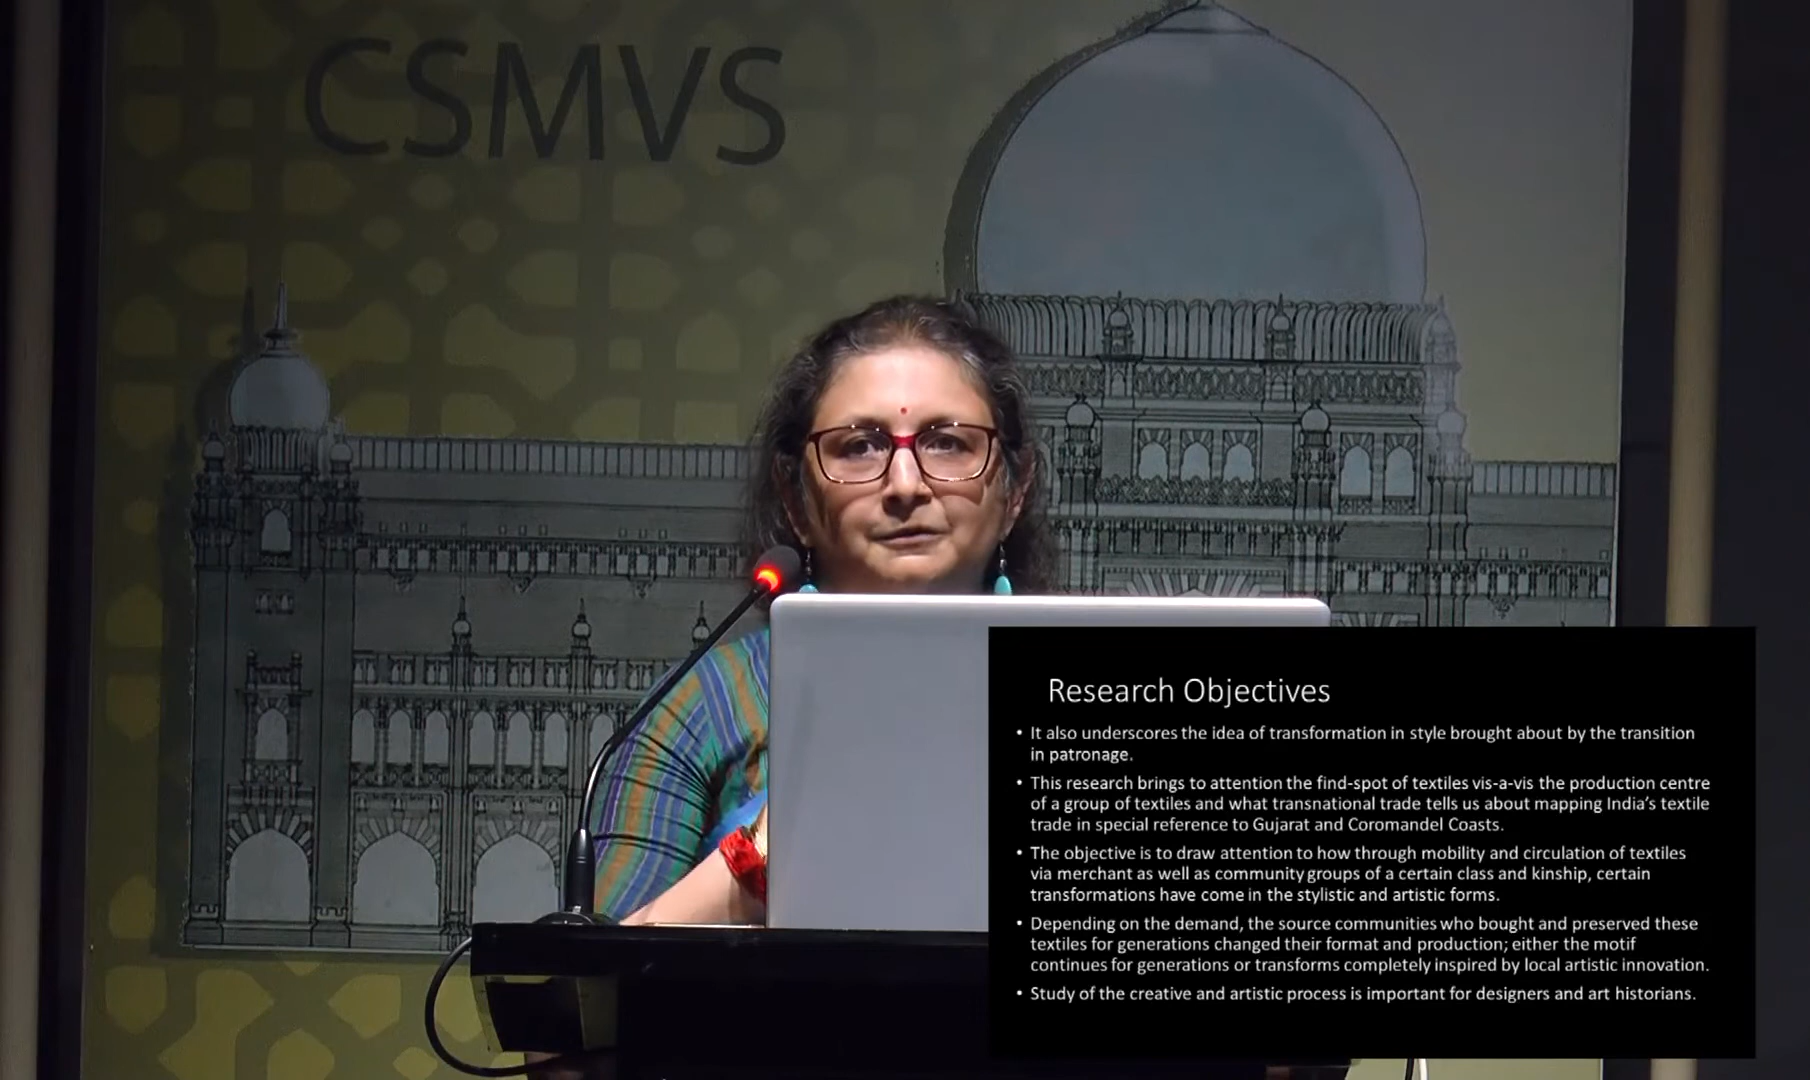 CSMVS
Research Objectives
• It also underscores the idea of transformation in style brought about by the transition
in patronage.
• This research brings to attention the find-spot of textiles vis-a-vis the production centre
of a group of textiles and what transnational trade tells us about mapping India's textile
trade in special reference to Gujarat and Coromandel Coasts.
• The objective is to draw attention to how through mobility and circulation of textiles
via merchant as well as community groups of a certain class and kinship, certain
transformations have come in the stylistic and artistic forms.
• Depending on the demand, the source communities who bought and preserved these
textiles for generations changed their format and production; either the motif
continues for generations or transforms completely inspired by local artistic innovation.
• Study of the creative and artistic process is important for designers and art historians.